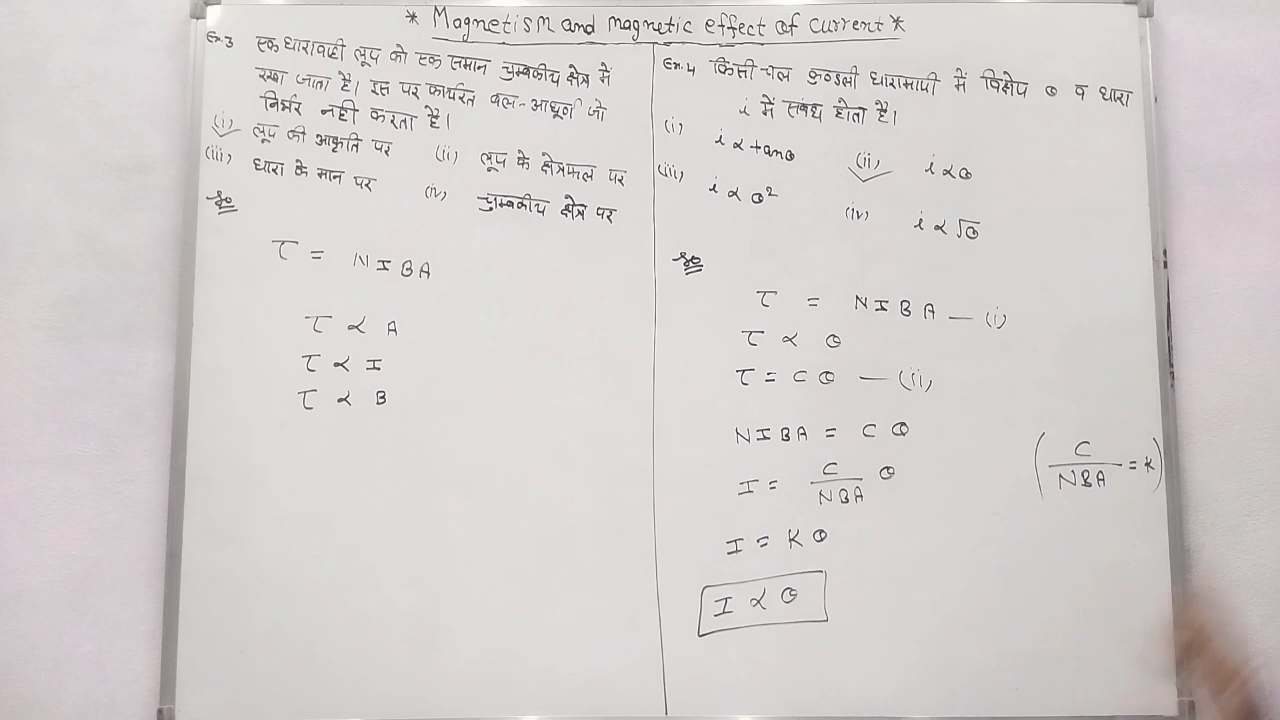 * Magnetism and magnetic effect of current *
Ex.3 एक धारावाही लूप को एक समान चुम्बकीय क्षेत्र में
रखा जाता है। इस पर कार्यरत बल-आघूर्ण जो
निर्भर नही करता है।
(i) लूप की आकृति पर (ii) लूप के क्षेत्रफल पर
(iii) धारा के मान पर (iv) चुम्बकीय क्षेत्र पर
τ = NIBA
τ ∝ A
τ ∝ I
τ ∝ B
Ex.4 किसी चल कुण्डली धारामापी में विक्षेप θ व धारा
i में संबंध होता है।
(i) i ∝ tanθ (ii) i ∝ θ
(iii) i ∝ θ² (iv) i ∝ √θ
τ = NIBA — (i)
τ ∝ θ
τ = Cθ — (ii)
NIBA = Cθ
I = C/NBA θ (C/NBA = K)
I = Kθ
I ∝ θ